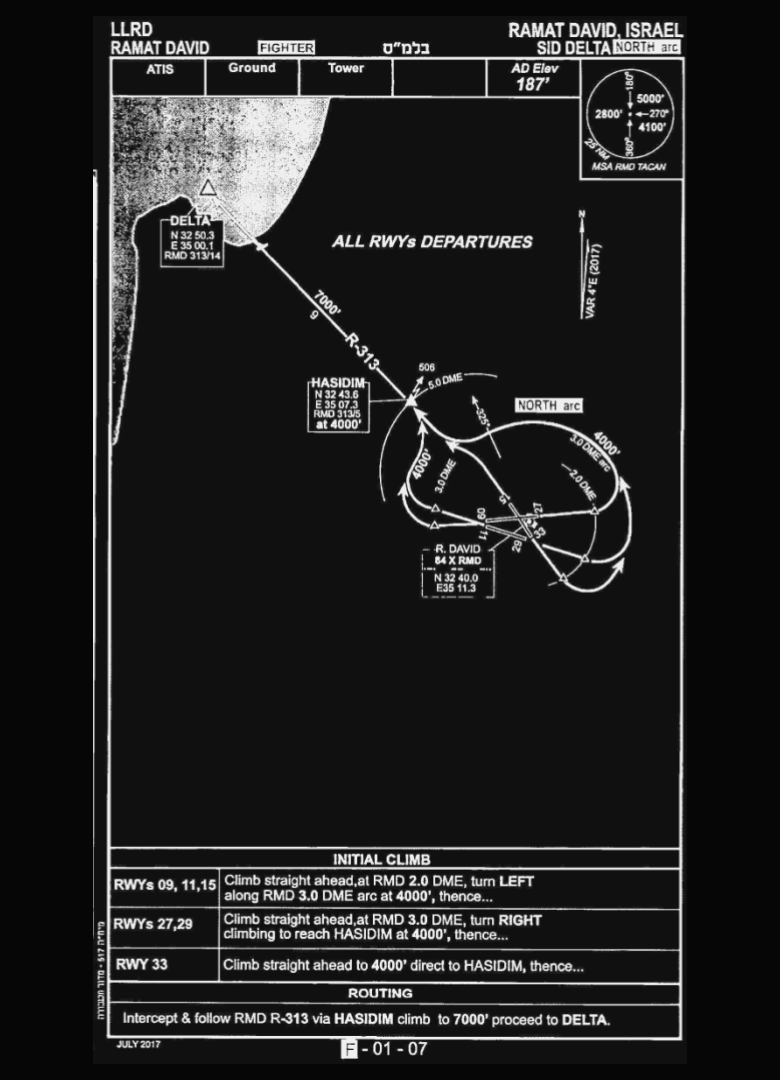 LLRD
RAMAT DAVID
FIGHTER
בלמ"ס
RAMAT DAVID, ISRAEL
SID DELTA NORTH arc
ATIS
Ground
Tower
AD Elev
187'
180°
5000'
2800'
270°
4100'
360°
25 NM
MSA RMD TACAN
DELTA
N 32 50.3
E 35 00.1
RMD 313/14
ALL RWYs DEPARTURES
N
VAR 4°E (2017)
7000'
9
R-313
506
5.0 DME
HASIDIM
N 32 43.6
E 35 07.3
RMD 313/5
at 4000'
325°
NORTH arc
4000'
3.0 DME arc
4000'
3.0 DME
2.0 DME
15
09
27
11
33
29
R. DAVID
84 X RMD
N 32 40.0
E35 11.3
INITIAL CLIMB
RWYs 09, 11,15
Climb straight ahead,at RMD 2.0 DME, turn LEFT
along RMD 3.0 DME arc at 4000', thence...
RWYs 27,29
Climb straight ahead,at RMD 3.0 DME, turn RIGHT
climbing to reach HASIDIM at 4000', thence...
RWY 33
Climb straight ahead to 4000' direct to HASIDIM, thence...
ROUTING
Intercept & follow RMD R-313 via HASIDIM climb to 7000' proceed to DELTA.
JULY 2017
F - 01 - 07